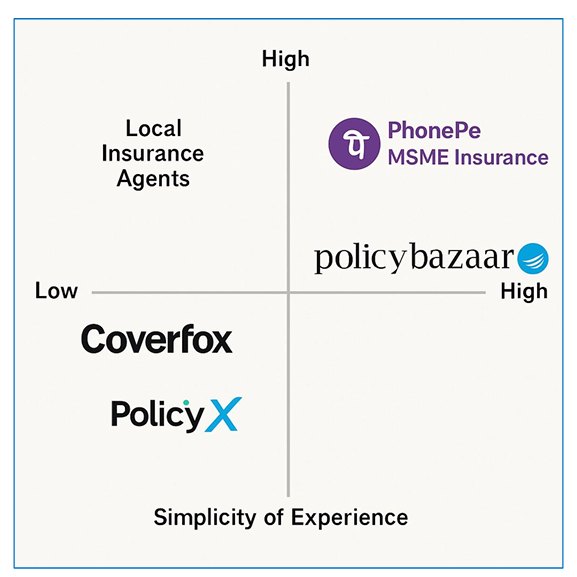 High
Local
Insurance
Agents
पे
PhonePe
MSME Insurance
policybazaar
Low
High
Coverfox
PolicyX
Simplicity of Experience